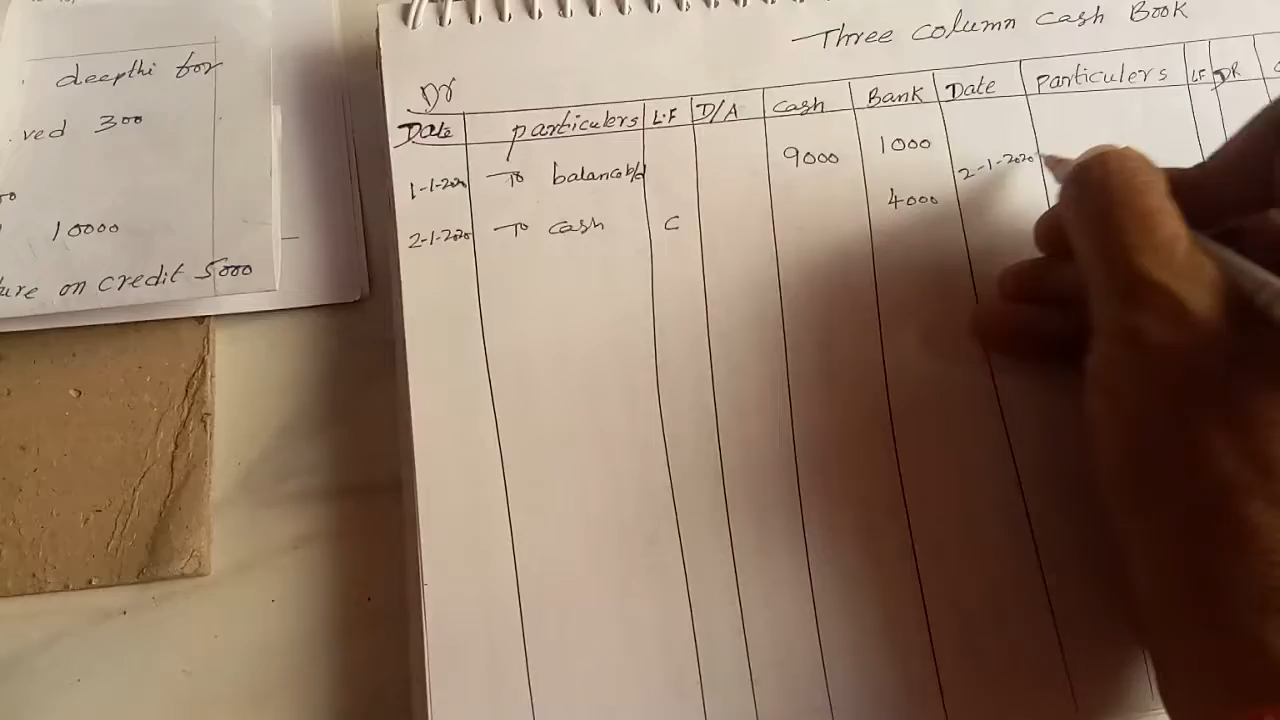 deepthi for
ved 300
10000
ure on credit 5000
Three Column Cash Book
Dr
Date particulers L.F D/A Cash Bank Date particulers LF DR
1-1-2020 To balance b/d 9000 1000 2-1-2020
2-1-2020 To cash C 4000